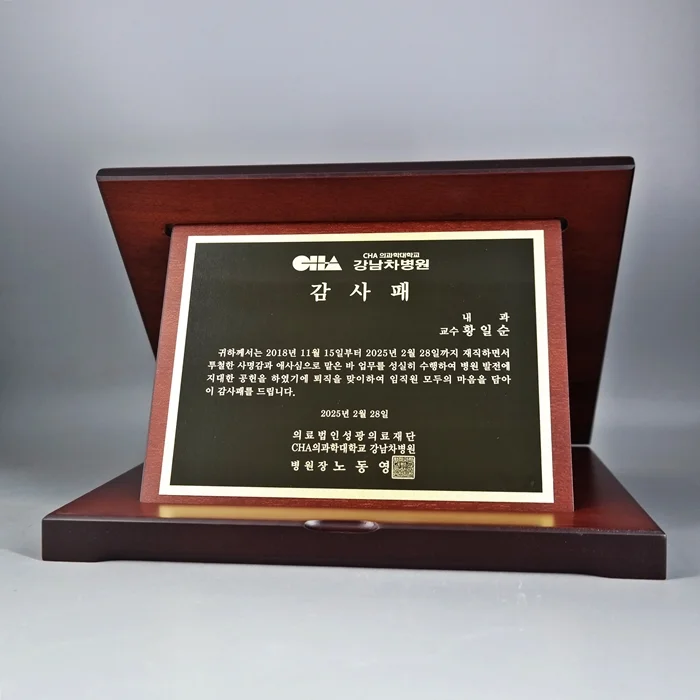 CHA
CHA 의과학대학교
강남차병원
감 사 패
내 과
교수 황일순
귀하께서는 2018년 11월 15일부터 2025년 2월 28일까지 재직하면서
투철한 사명감과 애사심으로 맡은 바 업무를 성실히 수행하여 병원 발전에
지대한 공헌을 하였기에 퇴직을 맞이하여 임직원 모두의 마음을 담아
이 감사패를 드립니다.
2025년 2월 28일
의료법인성광의료재단
CHA의과학대학교 강남차병원
병원장 노 동 영